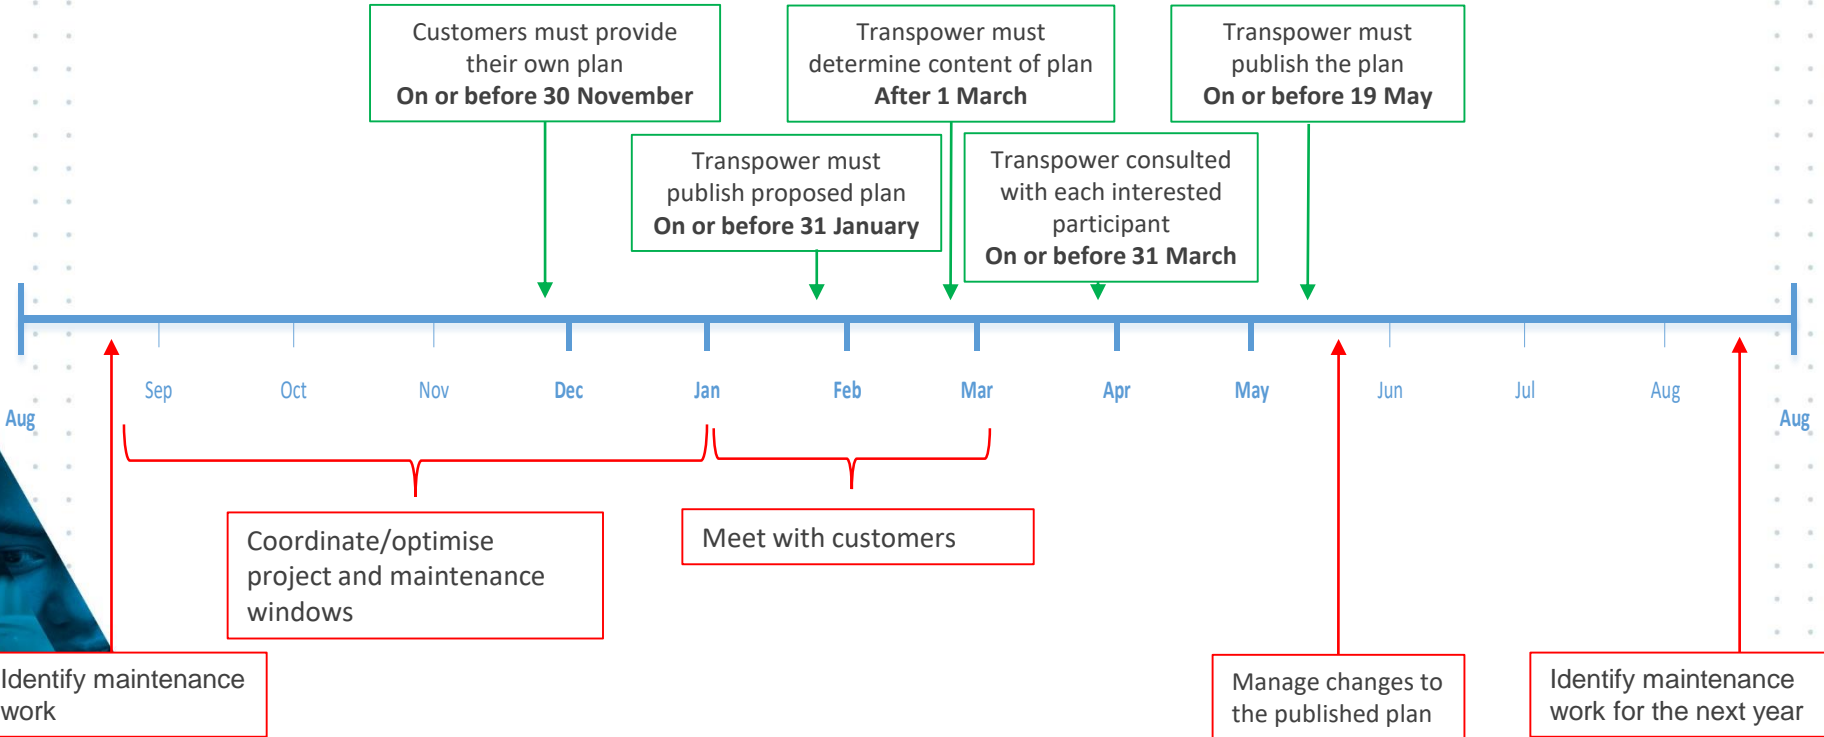 Customers must provide
their own plan
On or before 30 November
Transpower must
determine content of plan
After 1 March
Transpower must
publish the plan
On or before 19 May
Transpower must
publish proposed plan
On or before 31 January
Transpower consulted
with each interested
participant
On or before 31 March
Sep
Oct
Nov
Dec
Jan
Feb
Mar
Apr
May
Jun
Jul
Aug
Aug
Aug
Coordinate/optimise
project and maintenance
windows
Meet with customers
Identify maintenance
work
Manage changes to
the published plan
Identify maintenance
work for the next year